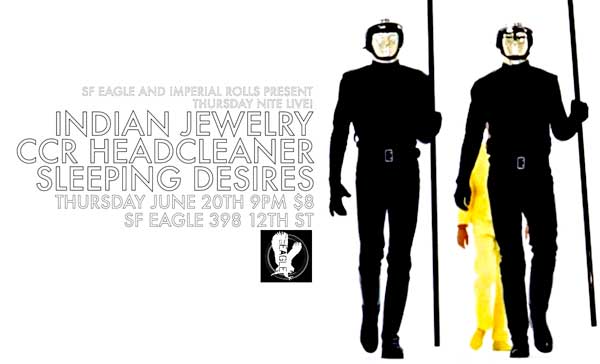 SF EAGLE AND IMPERIAL ROLLS PRESENT
THURSDAY NITE LIVE!
INDIAN JEWELRY
CCR HEADCLEANER
SLEEPING DESIRES
THURSDAY JUNE 20TH 9PM $8
SF EAGLE 398 12TH ST
EAGLE